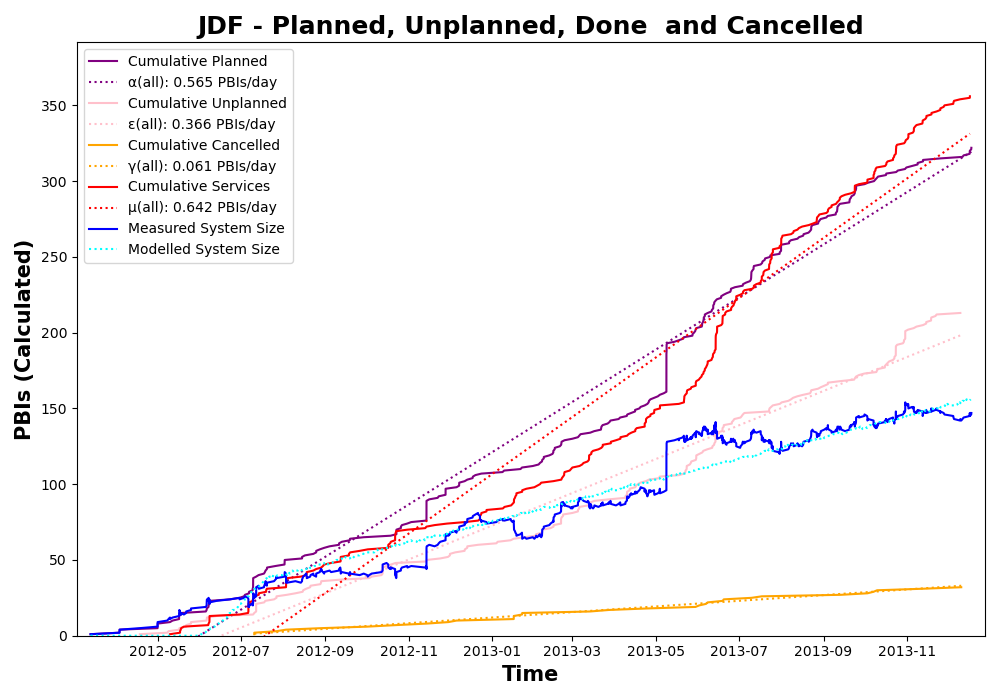 JDF - Planned, Unplanned, Done  and Cancelled
Cumulative Planned
α(all): 0.565 PBIs/day
Cumulative Unplanned
ε(all): 0.366 PBIs/day
Cumulative Cancelled
γ(all): 0.061 PBIs/day
Cumulative Services
μ(all): 0.642 PBIs/day
Measured System Size
Modelled System Size
PBIs (Calculated)
350
300
250
200
150
100
50
0
2012-05 2012-07 2012-09 2012-11 2013-01 2013-03 2013-05 2013-07 2013-09 2013-11
Time